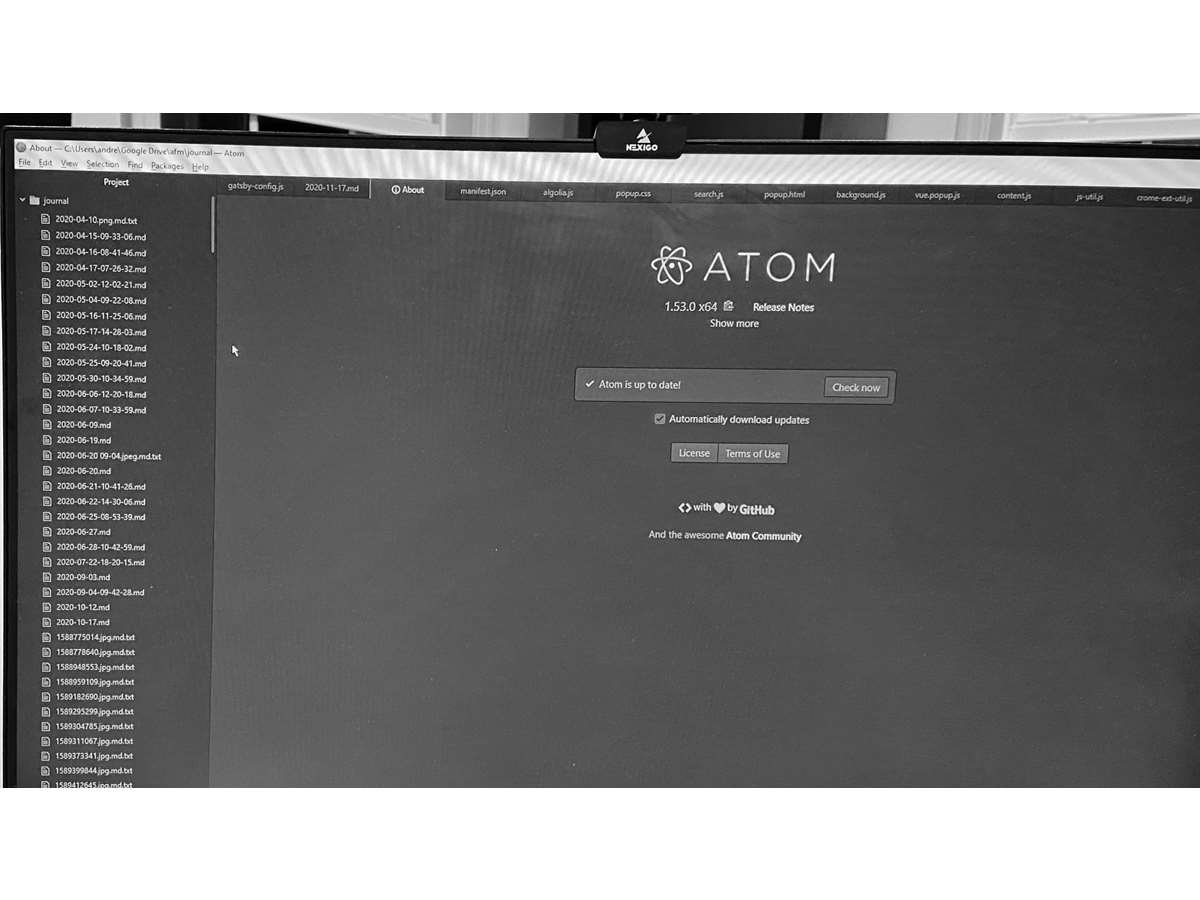 NEXIGO
About — C:\Users\andre\Google Drive\afm\journal — Atom
File Edit View Selection Find Packages Help
Project
gatsby-config.js 2020-11-17.md About manifest.json algolia.js popup.css search.js popup.html background.js vue.popup.js content.js js-util.js crome-ext-util.js
journal
2020-04-10.png.md.txt
2020-04-15-09-33-06.md
2020-04-16-08-41-46.md
2020-04-17-07-26-32.md
2020-05-02-12-02-21.md
2020-05-04-09-22-08.md
2020-05-16-11-25-06.md
2020-05-17-14-28-03.md
2020-05-24-10-18-02.md
2020-05-25-09-20-41.md
2020-05-30-10-34-59.md
2020-06-06-12-20-18.md
2020-06-07-10-33-59.md
2020-06-09.md
2020-06-19.md
2020-06-20 09-04.jpeg.md.txt
2020-06-20.md
2020-06-21-10-41-26.md
2020-06-22-14-30-06.md
2020-06-25-08-53-39.md
2020-06-27.md
2020-06-28-10-42-59.md
2020-07-22-18-20-15.md
2020-09-03.md
2020-09-04-09-42-28.md
2020-10-12.md
2020-10-17.md
1588775014.jpg.md.txt
1588778640.jpg.md.txt
1588948553.jpg.md.txt
1588959109.jpg.md.txt
1589182690.jpg.md.txt
1589295299.jpg.md.txt
1589304785.jpg.md.txt
1589311067.jpg.md.txt
1589373341.jpg.md.txt
1589399844.jpg.md.txt
1589412645.jpg.md.txt
ATOM
1.53.0 x64 Release Notes
Show more
Atom is up to date! Check now
Automatically download updates
License Terms of Use
with by GitHub
And the awesome Atom Community